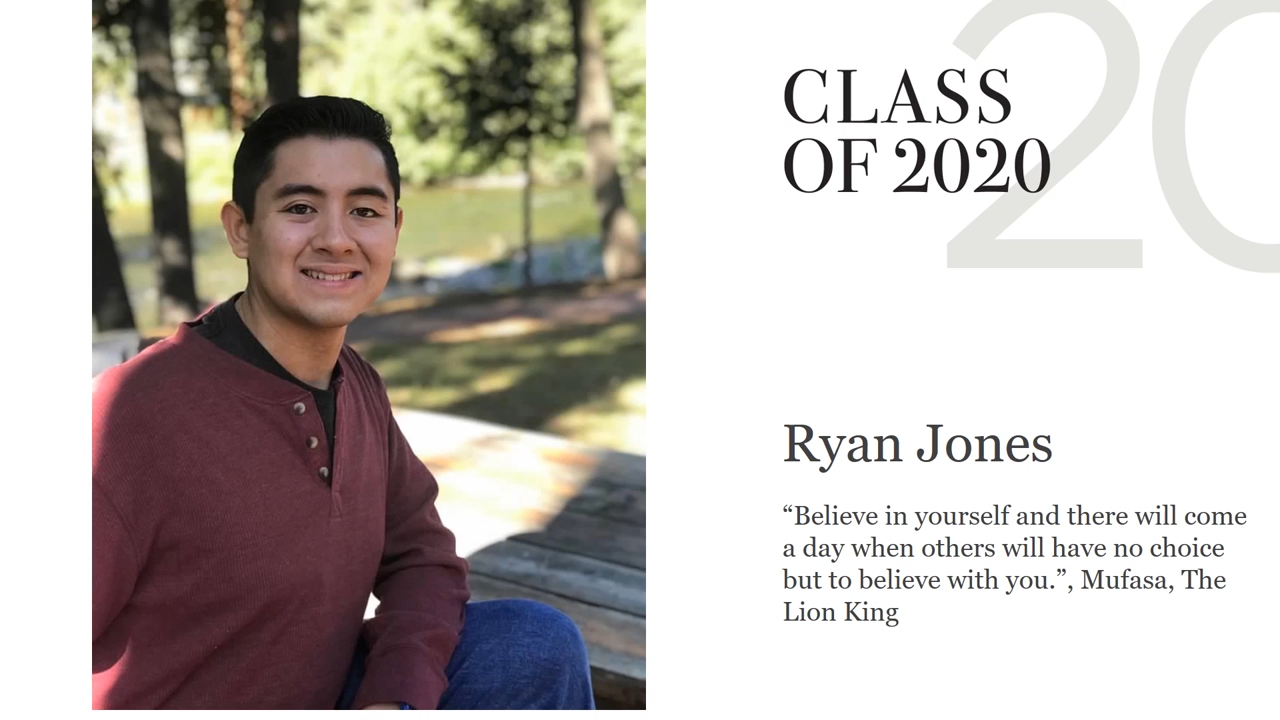 20
CLASS
OF 2020
Ryan Jones
“Believe in yourself and there will come
a day when others will have no choice
but to believe with you.”, Mufasa, The
Lion King